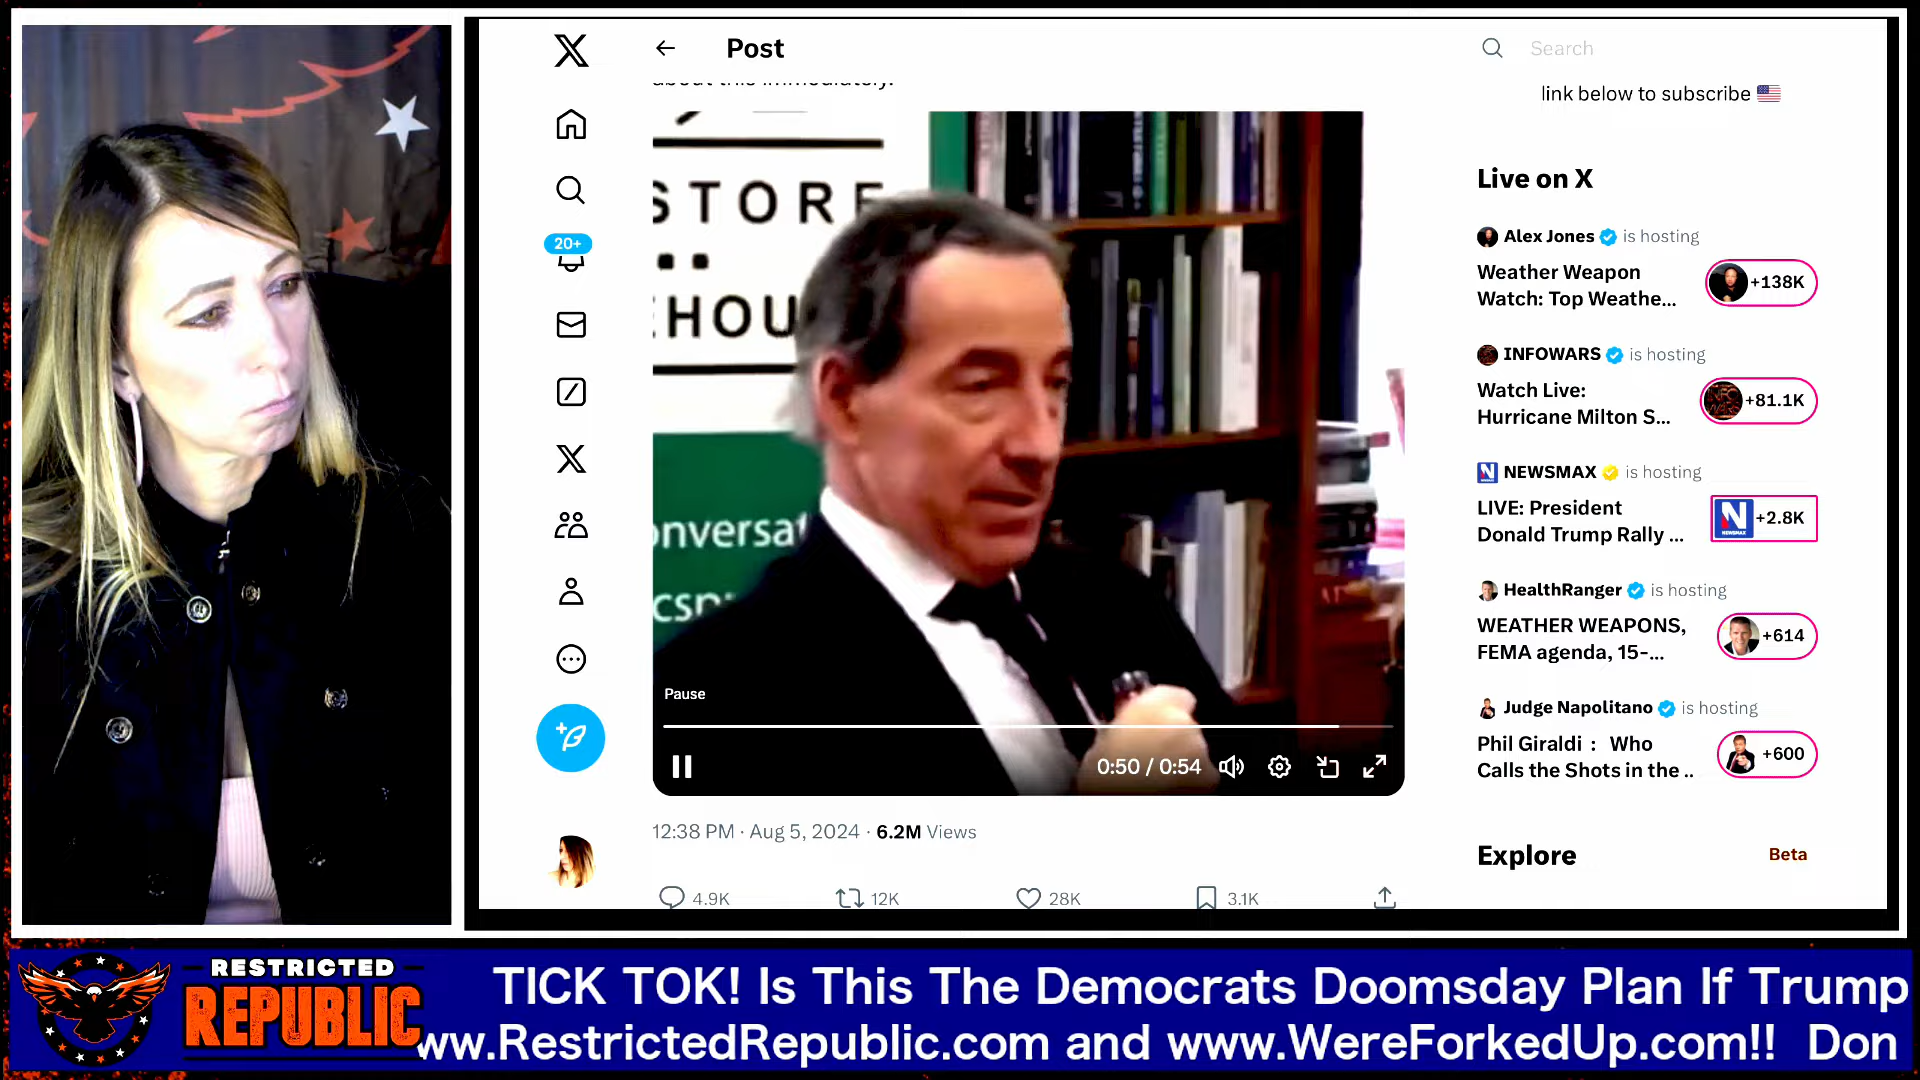 Post
Search
about this immediately.
link below to subscribe
STORE
HOU
onversat
csp
Pause
0:50 / 0:54
12:38 PM · Aug 5, 2024 · 6.2M Views
4.9K
12K
28K
3.1K
20+
Live on X
Alex Jones is hosting
Weather Weapon
Watch: Top Weathe...
+138K
INFOWARS is hosting
Watch Live:
Hurricane Milton S...
+81.1K
NEWSMAX is hosting
LIVE: President
Donald Trump Rally ...
+2.8K
HealthRanger is hosting
WEATHER WEAPONS,
FEMA agenda, 15-...
+614
Judge Napolitano is hosting
Phil Giraldi : Who
Calls the Shots in the ..
+600
Explore
Beta
RESTRICTED
REPUBLIC
TICK TOK! Is This The Democrats Doomsday Plan If Trump
ww.RestrictedRepublic.com and www.WereForkedUp.com!! Don